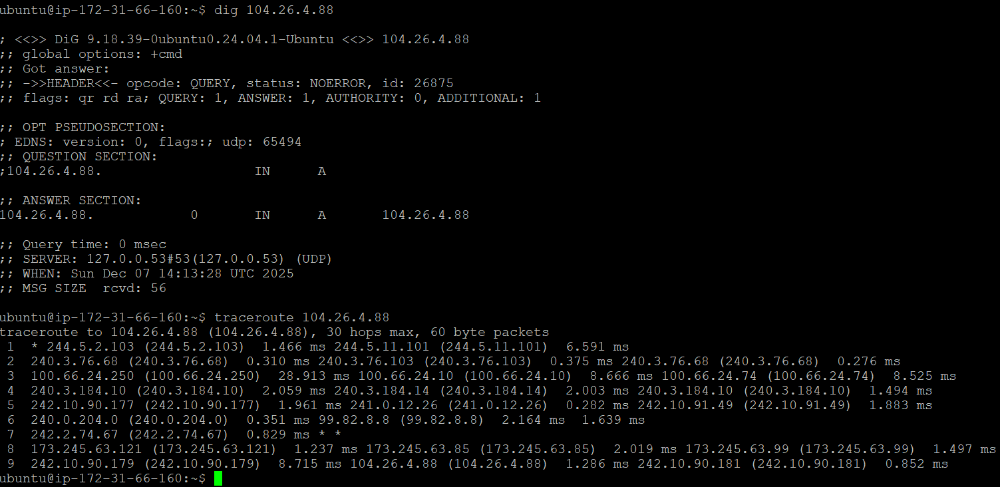 ubuntu@ip-172-31-66-160:~$ dig 104.26.4.88
; <<>> DiG 9.18.39-0ubuntu0.24.04.1-Ubuntu <<>> 104.26.4.88
;; global options: +cmd
;; Got answer:
;; ->>HEADER<<- opcode: QUERY, status: NOERROR, id: 26875
;; flags: qr rd ra; QUERY: 1, ANSWER: 1, AUTHORITY: 0, ADDITIONAL: 1
;; OPT PSEUDOSECTION:
; EDNS: version: 0, flags:; udp: 65494
;; QUESTION SECTION:
;104.26.4.88. IN A
;; ANSWER SECTION:
104.26.4.88. 0 IN A 104.26.4.88
;; Query time: 0 msec
;; SERVER: 127.0.0.53#53(127.0.0.53) (UDP)
;; WHEN: Sun Dec 07 14:13:28 UTC 2025
;; MSG SIZE rcvd: 56
ubuntu@ip-172-31-66-160:~$ traceroute 104.26.4.88
traceroute to 104.26.4.88 (104.26.4.88), 30 hops max, 60 byte packets
1 * 244.5.2.103 (244.5.2.103) 1.466 ms 244.5.11.101 (244.5.11.101) 6.591 ms
2 240.3.76.68 (240.3.76.68) 0.310 ms 240.3.76.103 (240.3.76.103) 0.375 ms 240.3.76.68 (240.3.76.68) 0.276 ms
3 100.66.24.250 (100.66.24.250) 28.913 ms 100.66.24.10 (100.66.24.10) 8.666 ms 100.66.24.74 (100.66.24.74) 8.525 ms
4 240.3.184.10 (240.3.184.10) 2.059 ms 240.3.184.14 (240.3.184.14) 2.003 ms 240.3.184.10 (240.3.184.10) 1.494 ms
5 242.10.90.177 (242.10.90.177) 1.961 ms 241.0.12.26 (241.0.12.26) 0.282 ms 242.10.91.49 (242.10.91.49) 1.883 ms
6 240.0.204.0 (240.0.204.0) 0.351 ms 99.82.8.8 (99.82.8.8) 2.164 ms 1.639 ms
7 242.2.74.67 (242.2.74.67) 0.829 ms * *
8 173.245.63.121 (173.245.63.121) 1.237 ms 173.245.63.85 (173.245.63.85) 2.019 ms 173.245.63.99 (173.245.63.99) 1.497 ms
9 242.10.90.179 (242.10.90.179) 8.715 ms 104.26.4.88 (104.26.4.88) 1.286 ms 242.10.90.181 (242.10.90.181) 0.852 ms
ubuntu@ip-172-31-66-160:~$